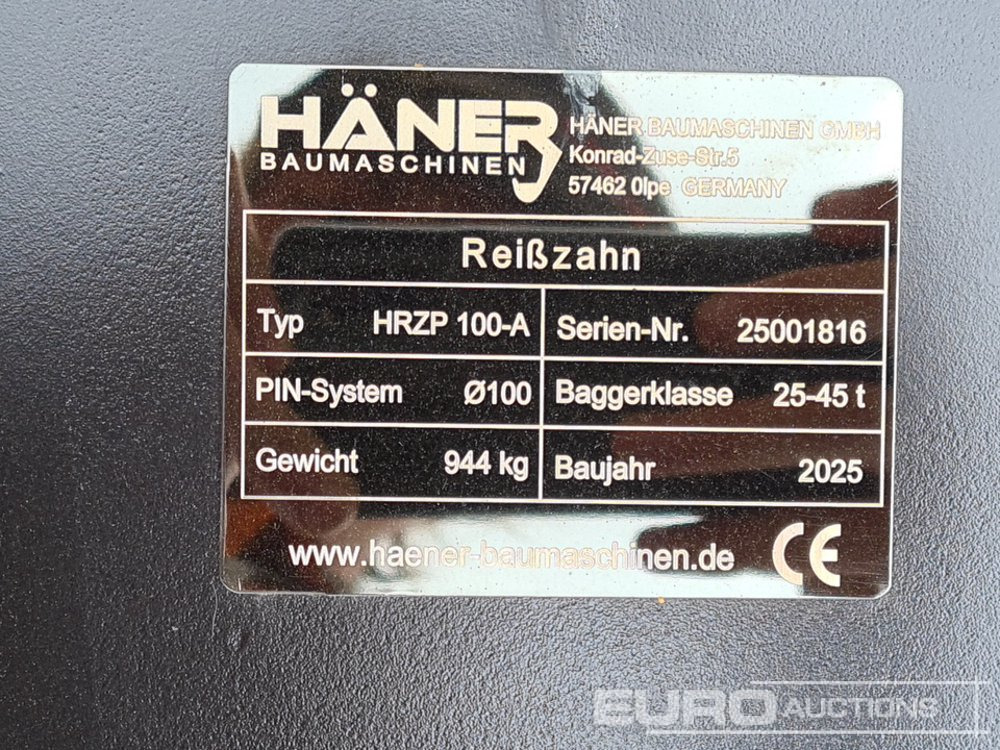 HÄNER
BAUMASCHINEN
HÄNER BAUMASCHINEN GMBH
Konrad-Zuse-Str.5
57462 Olpe GERMANY
Reißzahn
Typ HRZP 100-A Serien-Nr. 25001816
PIN-System Ø100 Baggerklasse 25-45 t
Gewicht 944 kg Baujahr 2025
www.haener-baumaschinen.de CE
EURO AUCTIONS